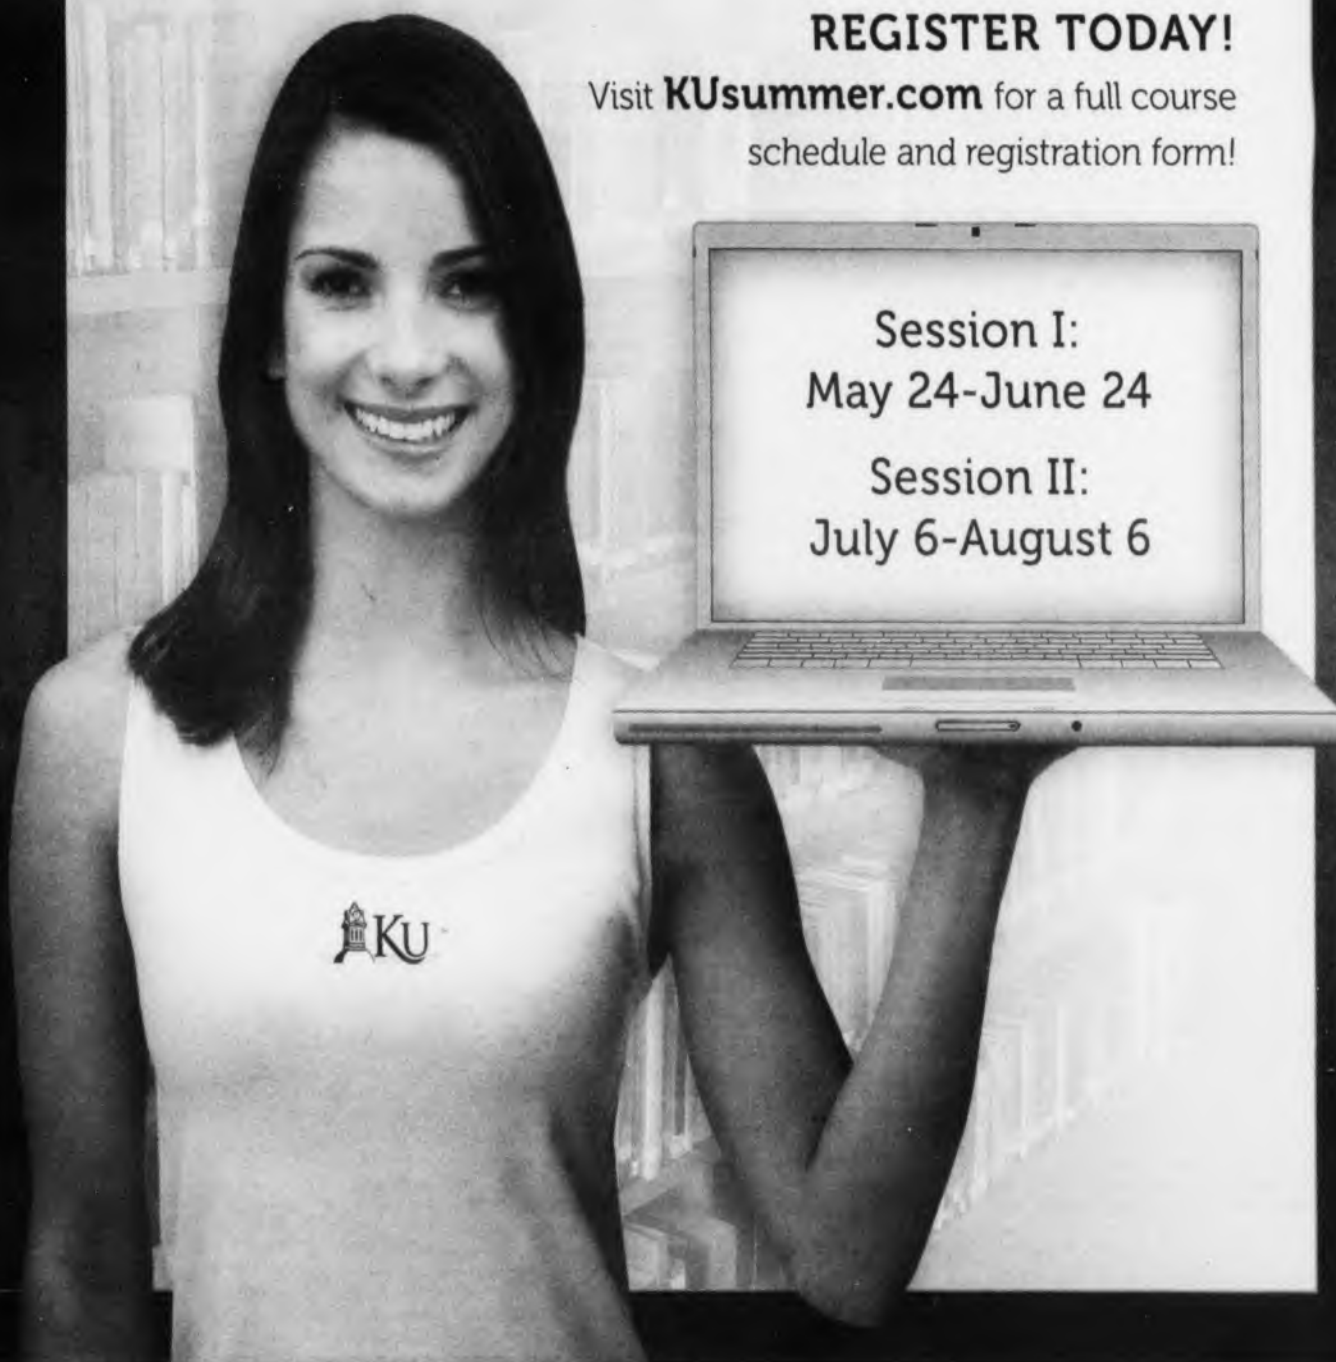 REGISTER TODAY!
Visit KUsummer.com for a full course
schedule and registration form!
Session I:
May 24-June 24
Session II:
July 6-August 6
KU